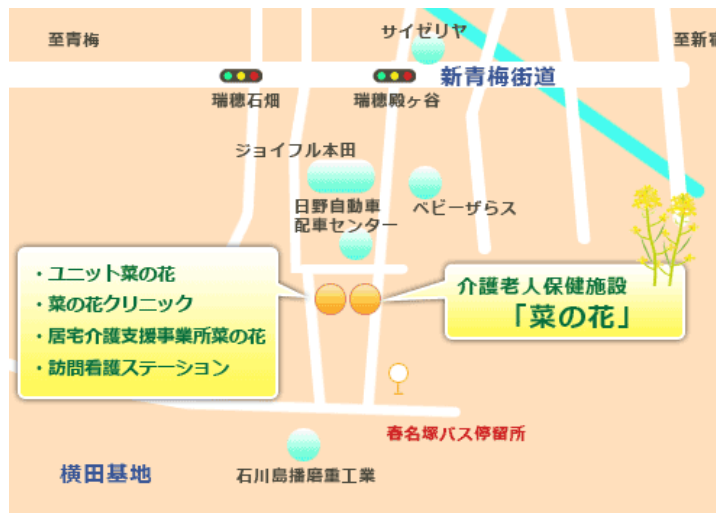 至青梅
サイゼリヤ
至新宿
新青梅街道
瑞穂石畑
瑞穂殿ヶ谷
ジョイフル本田
日野自動車
配車センター
ベビーザらス
・ユニット菜の花
・菜の花クリニック
・居宅介護支援事業所菜の花
・訪問看護ステーション
介護老人保健施設
「菜の花」
春名塚バス停留所
横田基地
石川島播磨重工業